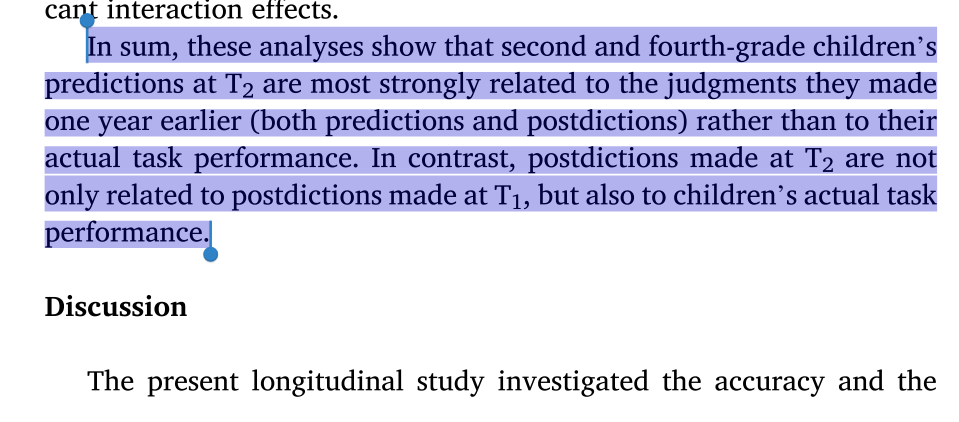 cant interaction effects.
In sum, these analyses show that second and fourth-grade children’s
predictions at T₂ are most strongly related to the judgments they made
one year earlier (both predictions and postdictions) rather than to their
actual task performance. In contrast, postdictions made at T₂ are not
only related to postdictions made at T₁, but also to children’s actual task
performance.
Discussion
The present longitudinal study investigated the accuracy and the